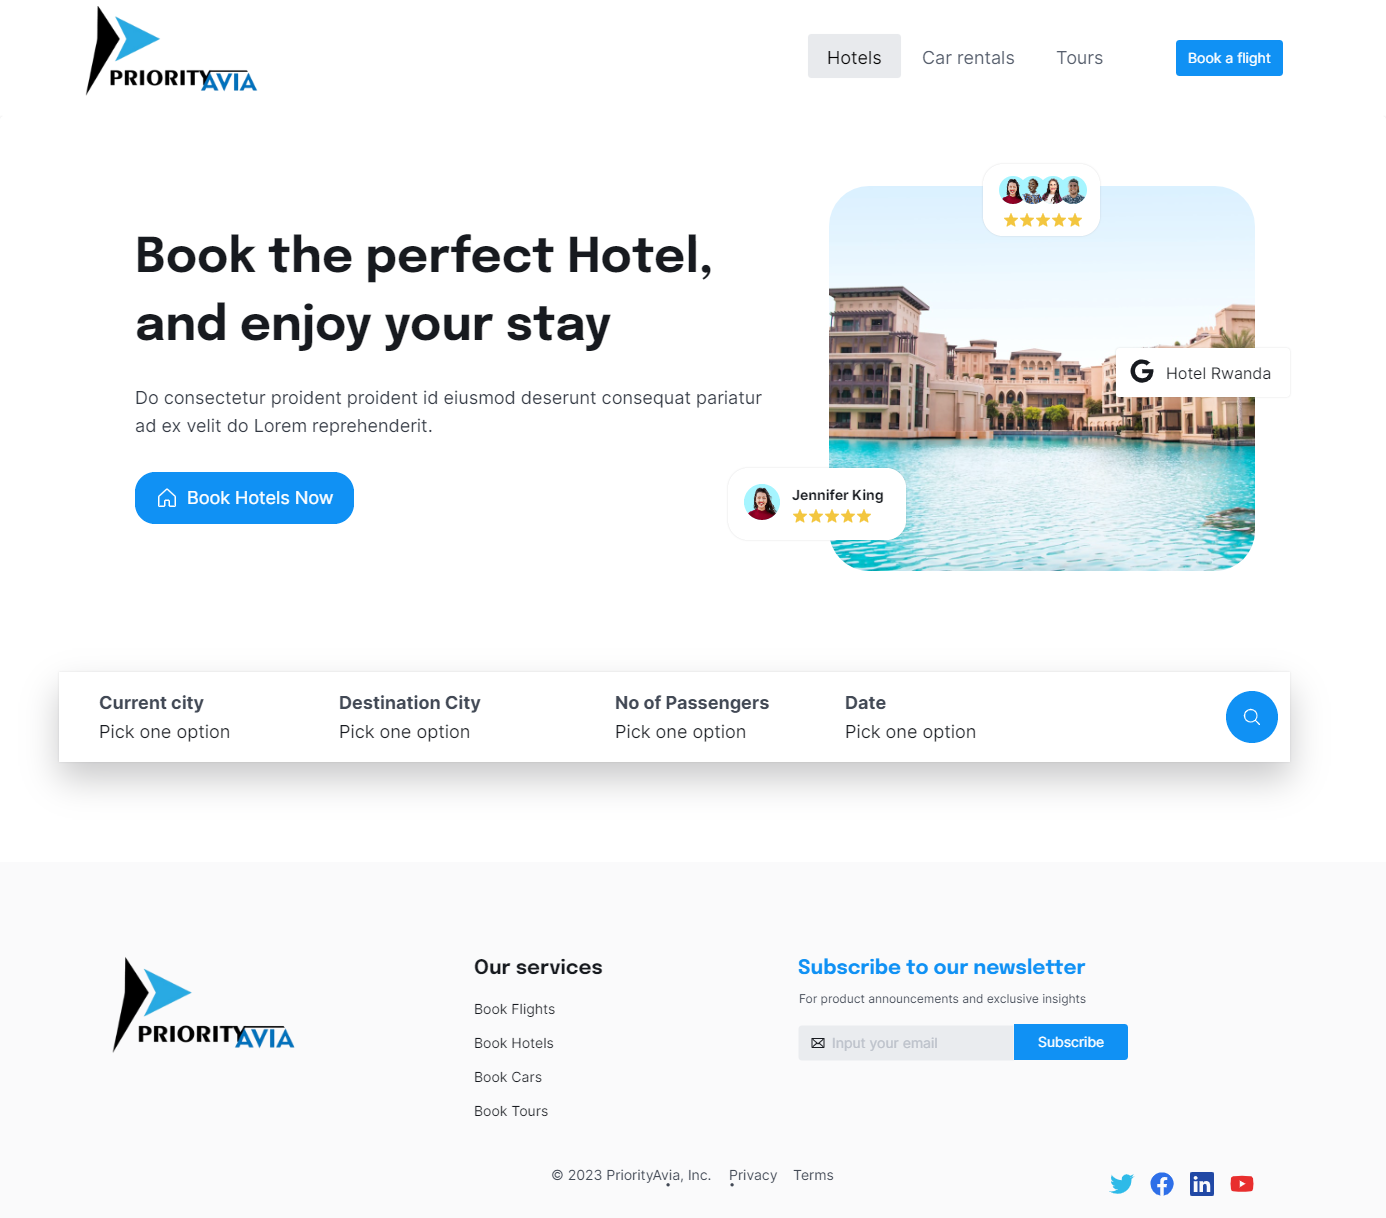 PRIORITYAVIA
Hotels
Car rentals
Tours
Book a flight
Book the perfect Hotel,
and enjoy your stay
Do consectetur proident proident id eiusmod deserunt consequat pariatur
ad ex velit do Lorem reprehenderit.
Book Hotels Now
G Hotel Rwanda
Jennifer King
Current city
Pick one option
Destination City
Pick one option
No of Passengers
Pick one option
Date
Pick one option
PRIORITYAVIA
Our services
Book Flights
Book Hotels
Book Cars
Book Tours
Subscribe to our newsletter
For product announcements and exclusive insights
Input your email
Subscribe
© 2023 PriorityAvia, Inc.
Privacy
Terms